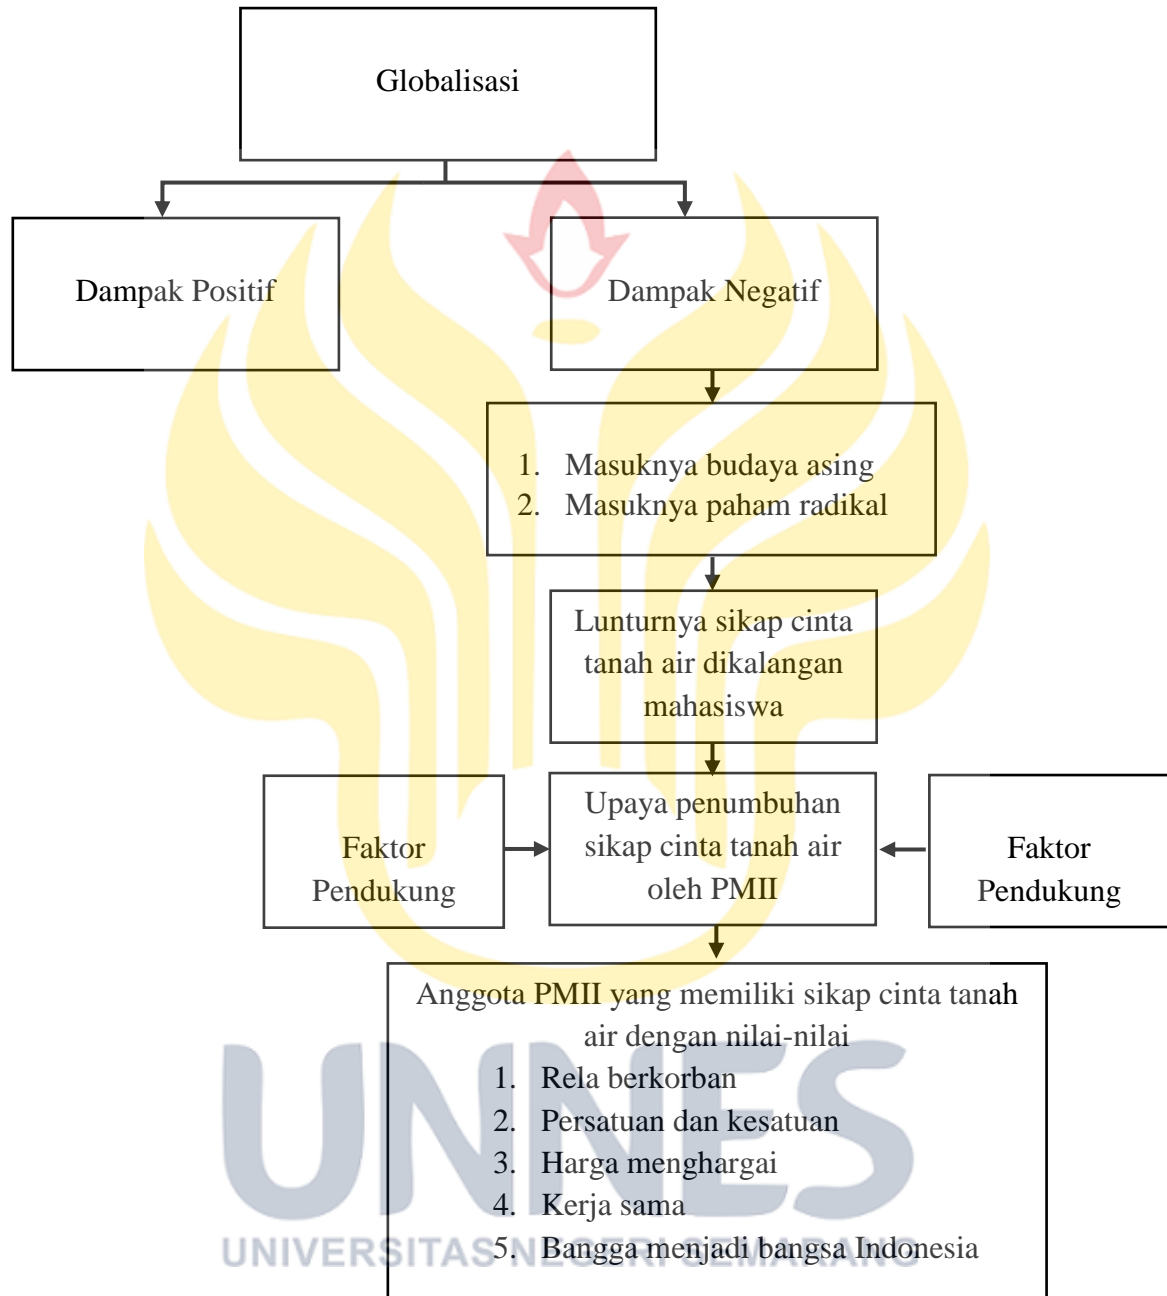 Globalisasi
Dampak Positif
Dampak Negatif
1. Masuknya budaya asing
2. Masuknya paham radikal
Lunturnya sikap cinta
tanah air dikalangan
mahasiswa
Faktor
Pendukung
Upaya penumbuhan
sikap cinta tanah air
oleh PMII
Faktor
Pendukung
Anggota PMII yang memiliki sikap cinta tanah
air dengan nilai-nilai
1. Rela berkorban
2. Persatuan dan kesatuan
3. Harga menghargai
4. Kerja sama
5. Bangga menjadi bangsa Indonesia
UNNES
UNIVERSITAS NEGERI SEMARANG